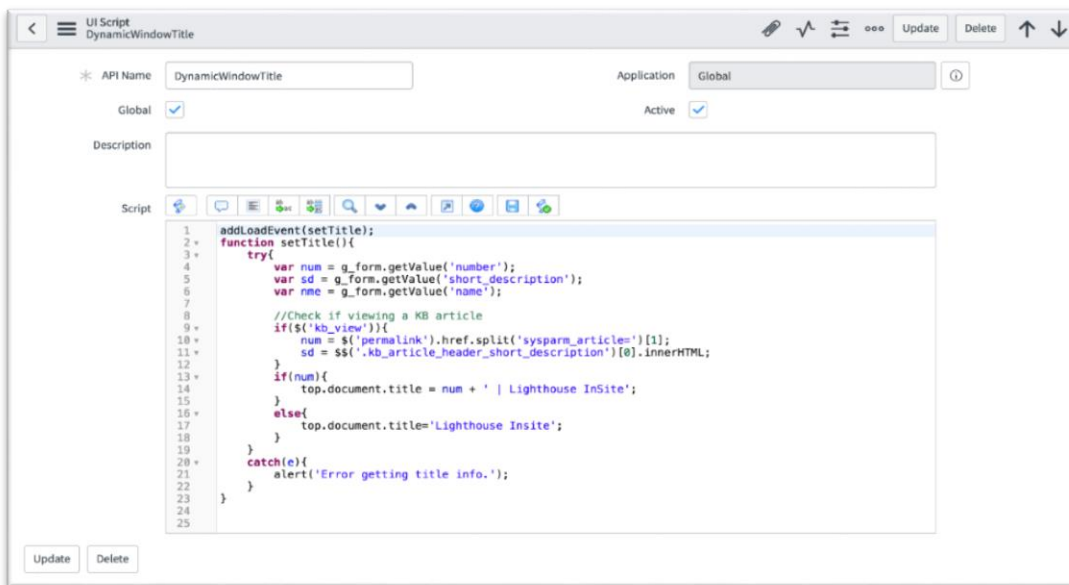 UI Script
DynamicWindowTitle
Update Delete
API Name DynamicWindowTitle Application Global
Global Active
Description
Script
1 addLoadEvent(setTitle);
2 function setTitle(){
3 try{
4 var num = g_form.getValue('number');
5 var sd = g_form.getValue('short_description');
6 var nme = g_form.getValue('name');
7
8 //Check if viewing a KB article
9 if($('kb_view')){
10 num = $('permalink').href.split('sysparm_article=')[1];
11 sd = $$('.kb_article_header_short_description')[0].innerHTML;
12 }
13 if(num){
14 top.document.title = num + ' | Lighthouse InSite';
15 }
16 else{
17 top.document.title='Lighthouse Insite';
18 }
19 }
20 catch(e){
21 alert('Error getting title info.');
22 }
23 }
24
25
Update Delete